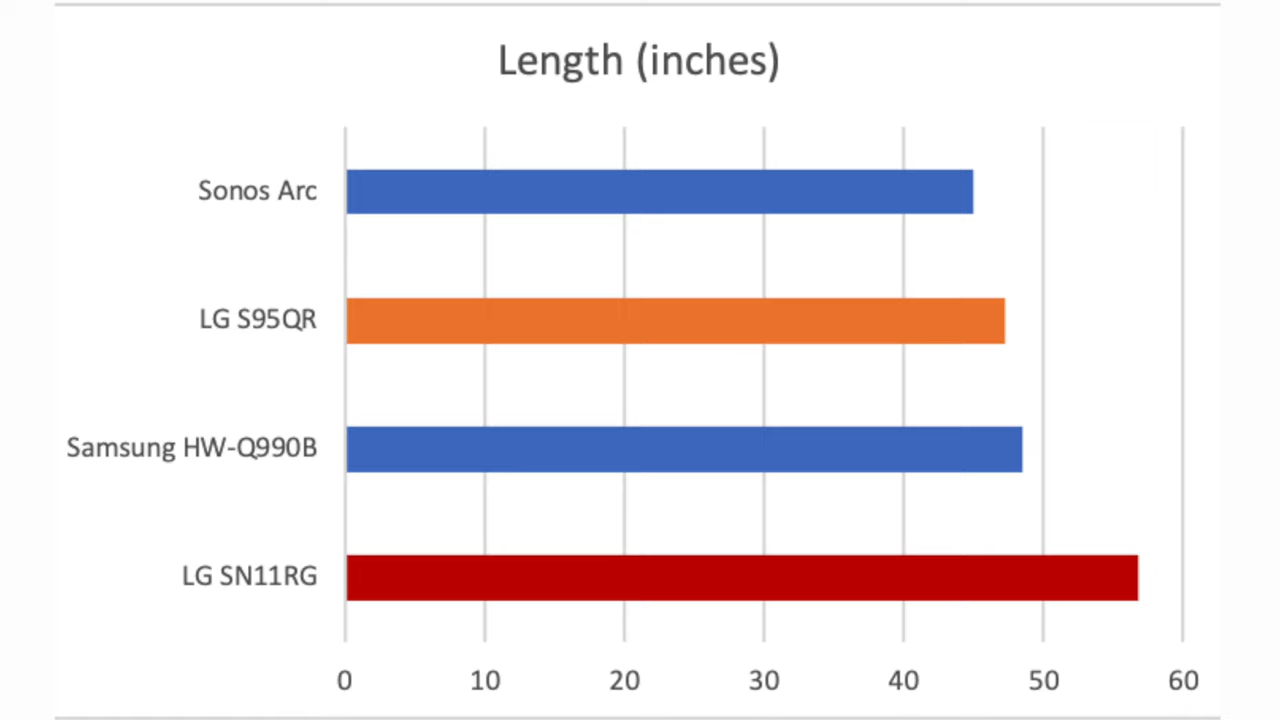 Length (inches)
Sonos Arc
LG S95QR
Samsung HW-Q990B
LG SN11RG
0 10 20 30 40 50 60